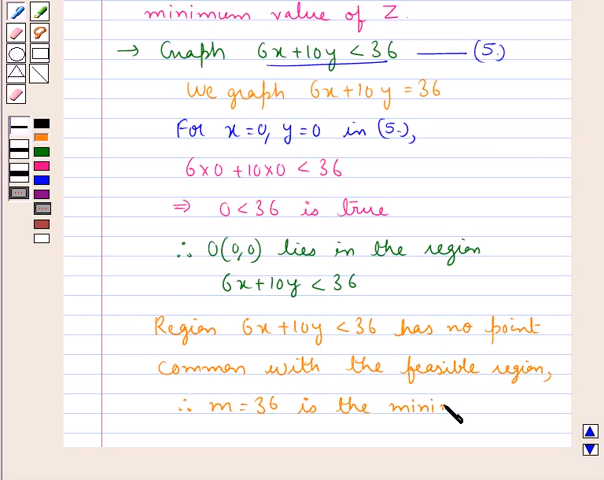 minimum value of Z.
→ Graph 6x+10y < 36 —— (5.)
We graph 6x+10y = 36
For x=0, y=0 in (5.),
6×0 +10×0 < 36
⇒ 0 < 36 is true
∴ O(0,0) lies in the region
6x+10y < 36
Region 6x+10y < 36 has no point
common with the feasible region,
∴ m = 36 is the mini